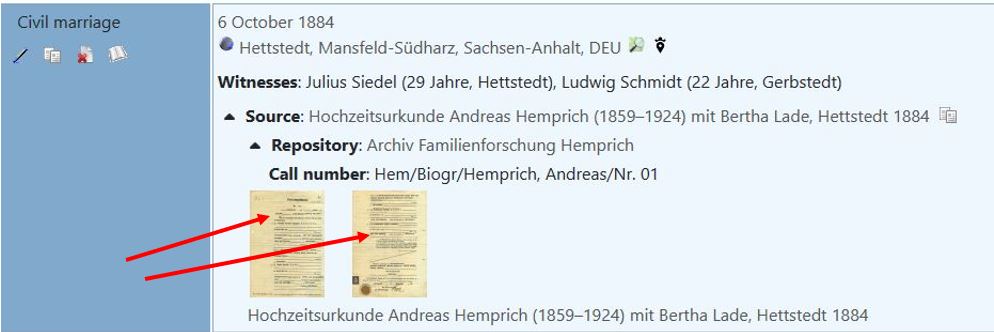 Civil marriage
6 October 1884
Hettstedt, Mansfeld-Südharz, Sachsen-Anhalt, DEU
Witnesses: Julius Siedel (29 Jahre, Hettstedt), Ludwig Schmidt (22 Jahre, Gerbstedt)
Source: Hochzeitsurkunde Andreas Hemprich (1859–1924) mit Bertha Lade, Hettstedt 1884
Repository: Archiv Familienforschung Hemprich
Call number: Hem/Biogr/Hemprich, Andreas/Nr. 01
Hochzeitsurkunde Andreas Hemprich (1859–1924) mit Bertha Lade, Hettstedt 1884